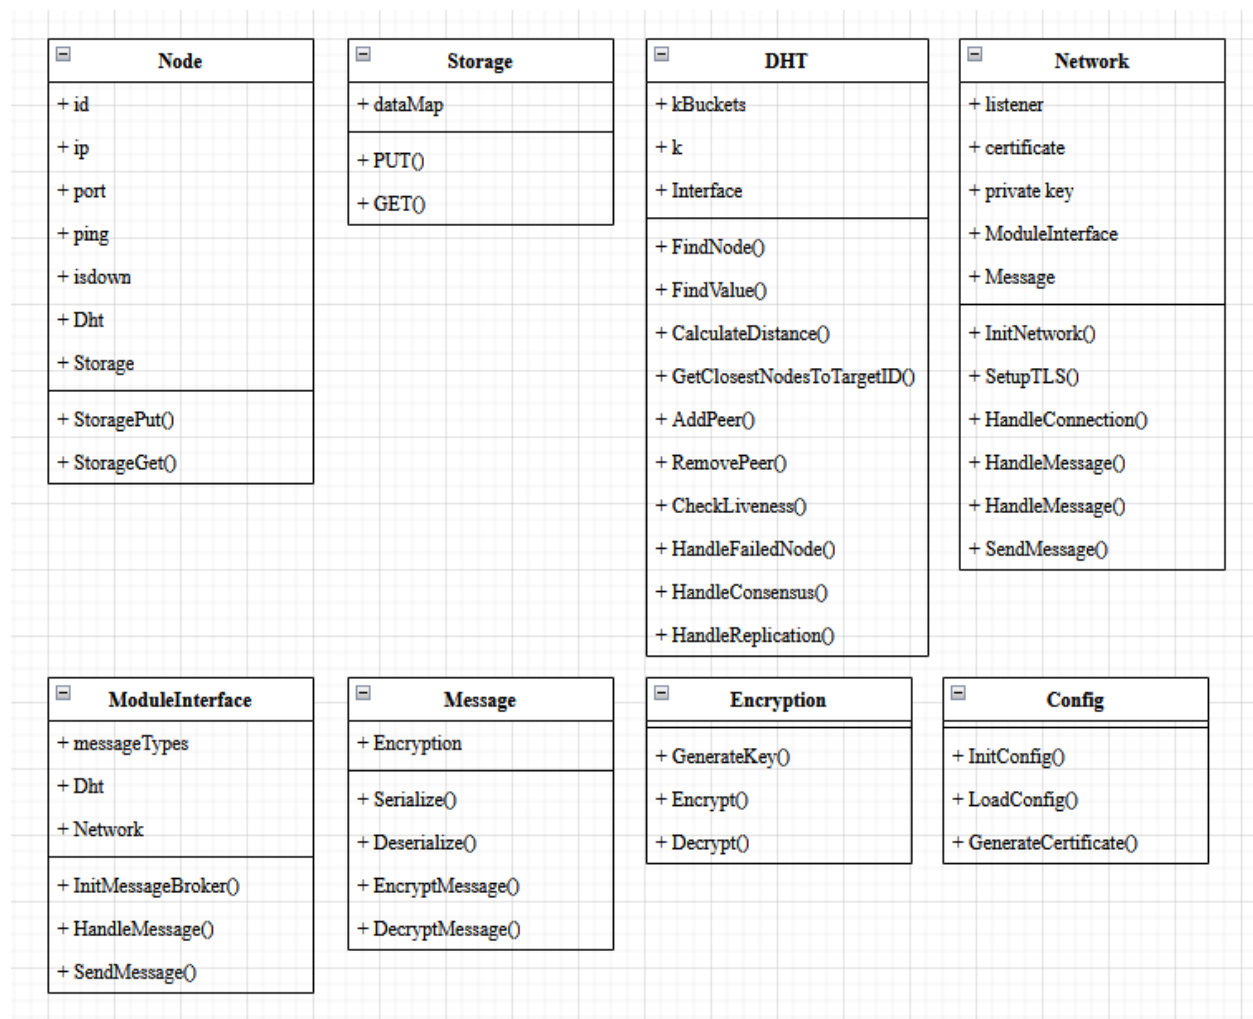 Node
+ id
+ ip
+ port
+ ping
+ isdown
+ Dht
+ Storage
+ StoragePut()
+ StorageGet()
Storage
+ dataMap
+ PUT()
+ GET()
DHT
+ kBuckets
+ k
+ Interface
+ FindNode()
+ FindValue()
+ CalculateDistance()
+ GetClosestNodesToTargetID()
+ AddPeer()
+ RemovePeer()
+ CheckLiveness()
+ HandleFailedNode()
+ HandleConsensus()
+ HandleReplication()
Network
+ listener
+ certificate
+ private key
+ ModuleInterface
+ Message
+ InitNetwork()
+ SetupTLS()
+ HandleConnection()
+ HandleMessage()
+ HandleMessage()
+ SendMessage()
ModuleInterface
+ messageTypes
+ Dht
+ Network
+ InitMessageBroker()
+ HandleMessage()
+ SendMessage()
Message
+ Encryption
+ Serialize()
+ Deserialize()
+ EncryptMessage()
+ DecryptMessage()
Encryption
+ GenerateKey()
+ Encrypt()
+ Decrypt()
Config
+ InitConfig()
+ LoadConfig()
+ GenerateCertificate()